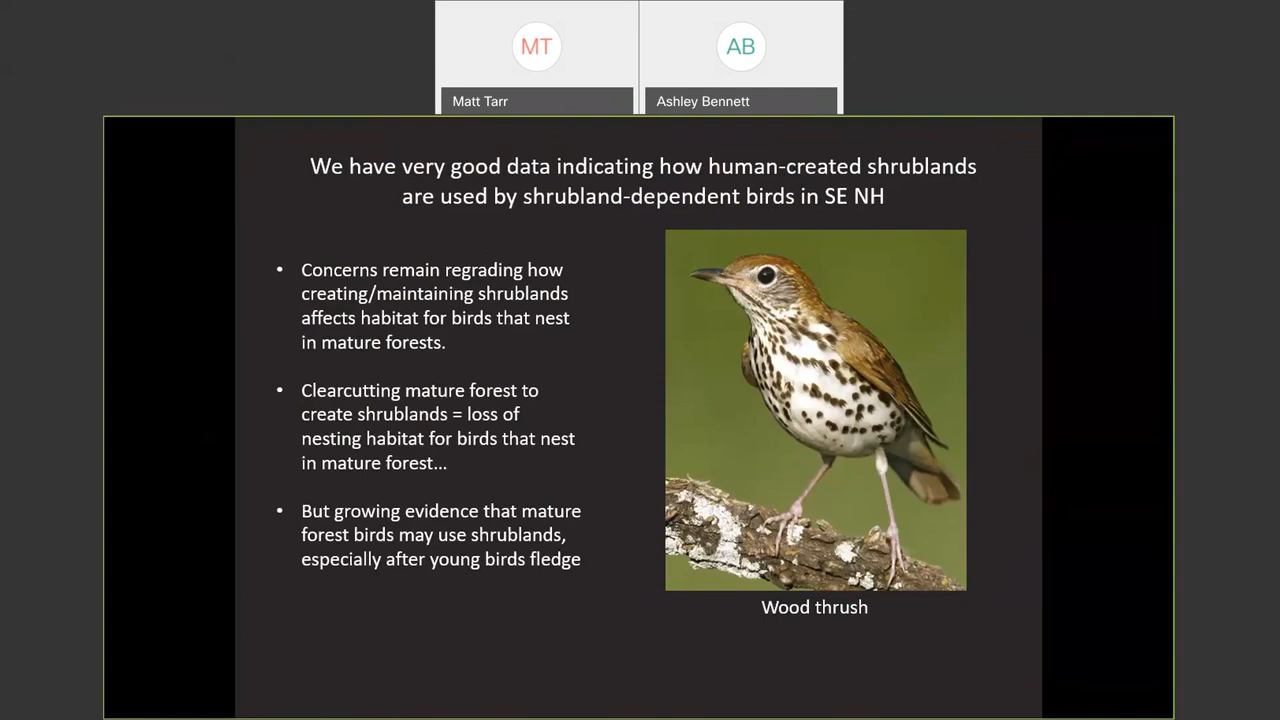 MT
AB
Matt Tarr
Ashley Bennett
We have very good data indicating how human-created shrublands
are used by shrubland-dependent birds in SE NH
• Concerns remain regrading how
creating/maintaining shrublands
affects habitat for birds that nest
in mature forests.
• Clearcutting mature forest to
create shrublands = loss of
nesting habitat for birds that nest
in mature forest...
• But growing evidence that mature
forest birds may use shrublands,
especially after young birds fledge
Wood thrush